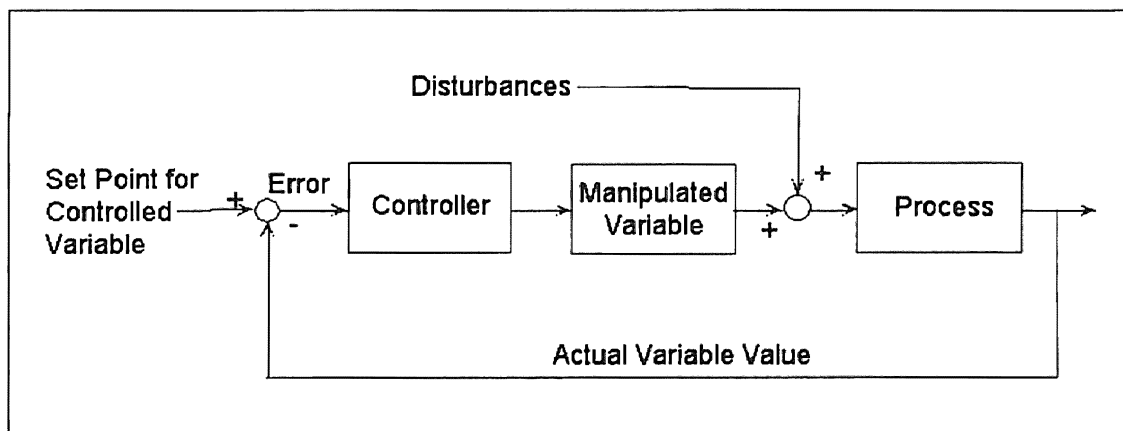 Disturbances
Set Point for
Controlled
Variable
+
Error
-
Controller
Manipulated
Variable
+
+
Process
Actual Variable Value